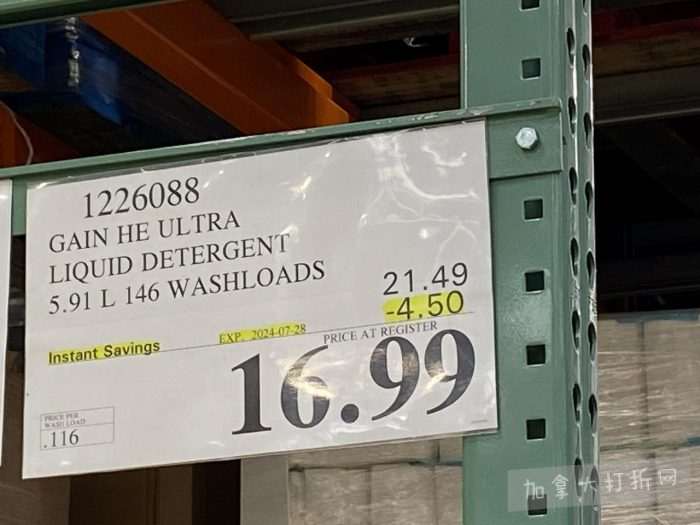 1226088
GAIN HE ULTRA
LIQUID DETERGENT
5.91 L 146 WASHLOADS
21.49
-4.50
Instant Savings
EXP. 2024-07-28
PRICE AT REGISTER
16.99
PRICE PER
WASH LOAD
.116
加拿大打折网